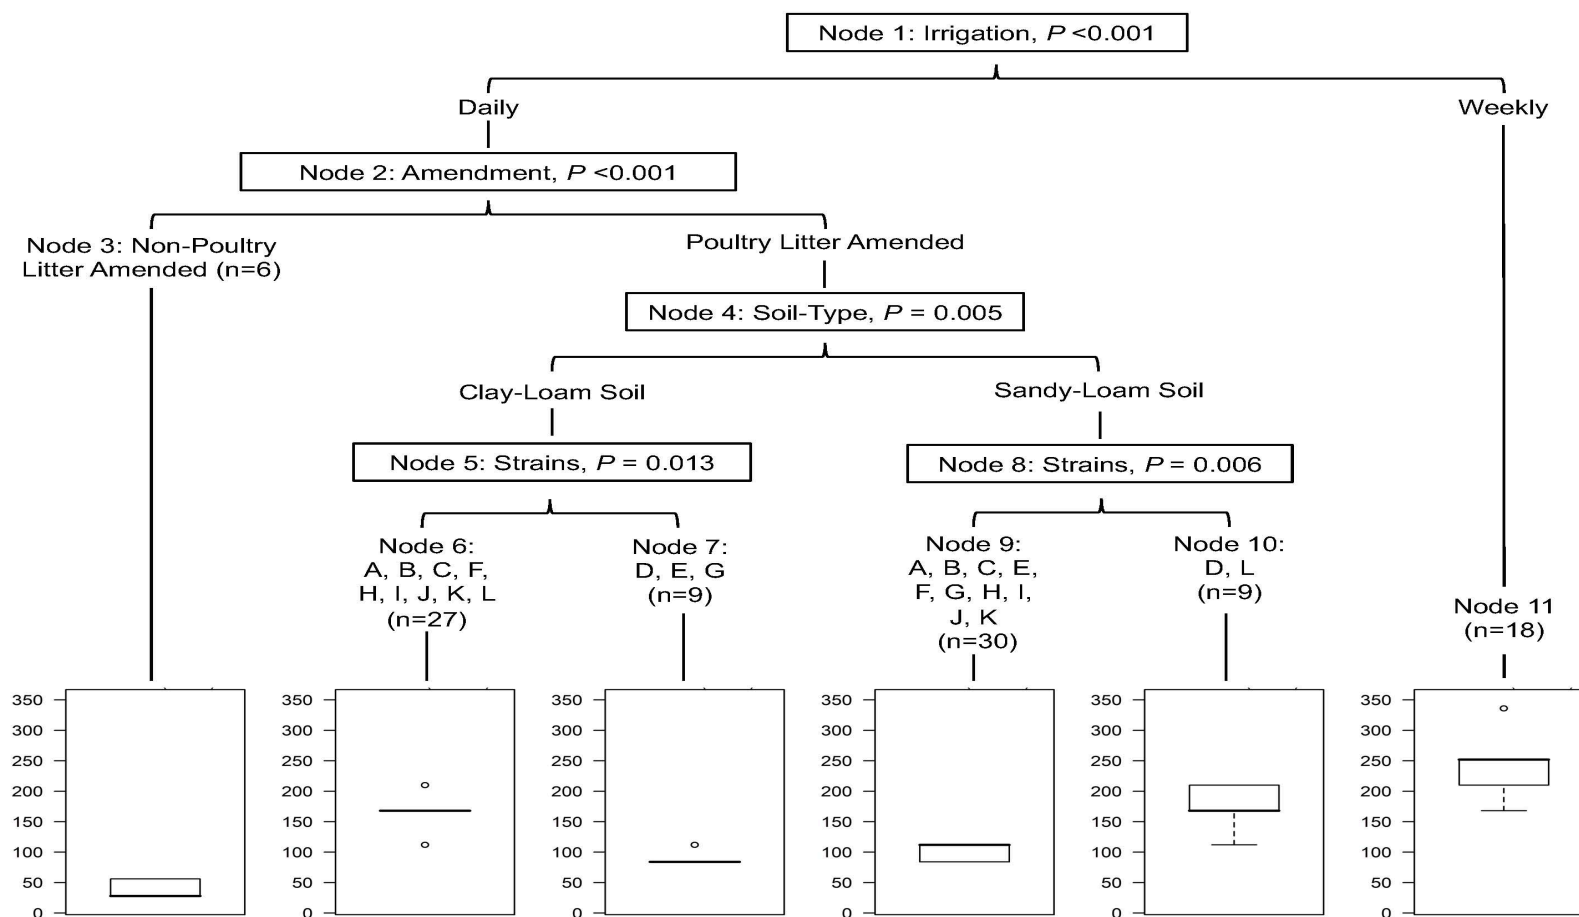 Node 1: Irrigation, P <0.001
Daily
Weekly
Node 2: Amendment, P <0.001
Node 3: Non-Poultry
Litter Amended (n=6)
Poultry Litter Amended
Node 4: Soil-Type, P = 0.005
Clay-Loam Soil
Sandy-Loam Soil
Node 5: Strains, P = 0.013
Node 8: Strains, P = 0.006
Node 6:
A, B, C, F,
H, I, J, K, L
(n=27)
Node 7:
D, E, G
(n=9)
Node 9:
A, B, C, E,
F, G, H, I,
J, K
(n=30)
Node 10:
D, L
(n=9)
Node 11
(n=18)
350 350 350 350 350 350
300 300 300 300 300 300
250 250 250 250 250 250
200 200 200 200 200 200
150 150 150 150 150 150
100 100 100 100 100 100
50 50 50 50 50 50
0 0 0 0 0 0